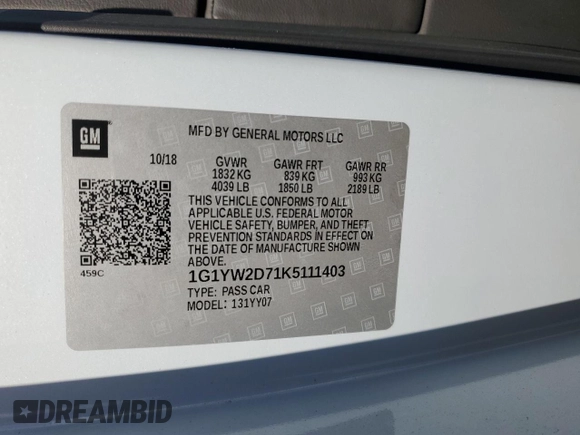 GM
MFD BY GENERAL MOTORS LLC
10/18 GVWR GAWR FRT GAWR RR
1832 KG 839 KG 993 KG
4039 LB 1850 LB 2189 LB
THIS VEHICLE CONFORMS TO ALL
APPLICABLE U.S. FEDERAL MOTOR
VEHICLE SAFETY, BUMPER, AND THEFT
PREVENTION STANDARDS IN EFFECT ON
THE DATE OF MANUFACTURE SHOWN
ABOVE.
459C
1G1YW2D71K5111403
TYPE: PASS CAR
MODEL: 131YY07
DREAMBID